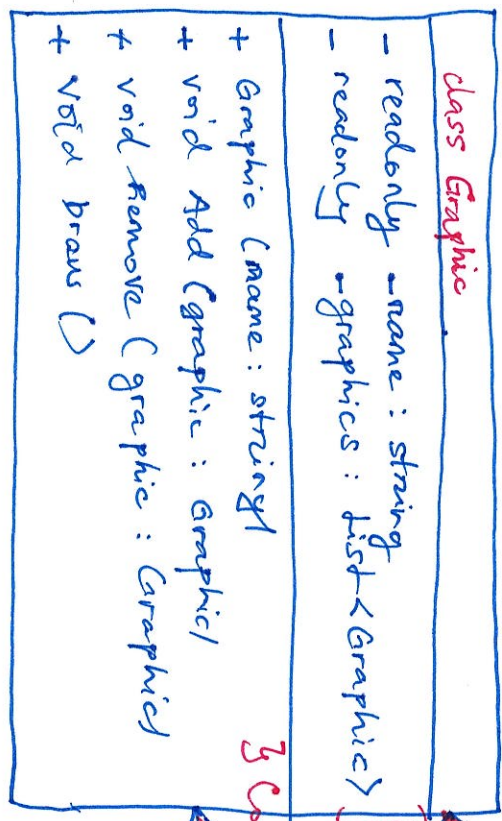 class Graphic
- readonly _name : string
- readonly _graphics : List<Graphic>
+ Graphic (name : string)
+ void Add (graphic : Graphic)
+ void Remove (graphic : Graphic)
+ void Draw ()